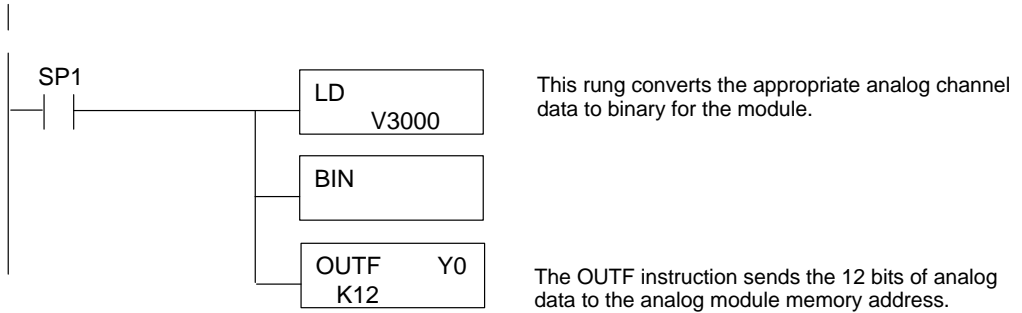 SP1
LD
V3000
This rung converts the appropriate analog channel
data to binary for the module.
BIN
OUTF Y0
K12
The OUTF instruction sends the 12 bits of analog
data to the analog module memory address.